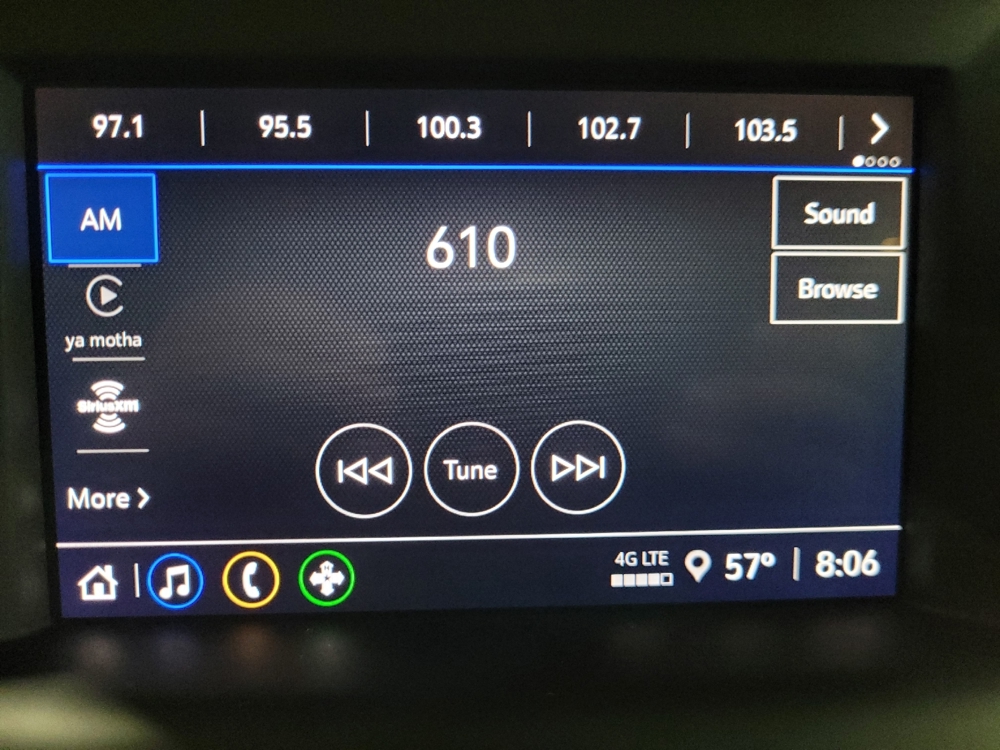 97.1 | 95.5 | 100.3 | 102.7 | 103.5 |
AM
610
Sound
Browse
ya motha
SiriusXM
Tune
More
4G LTE
57° | 8:06